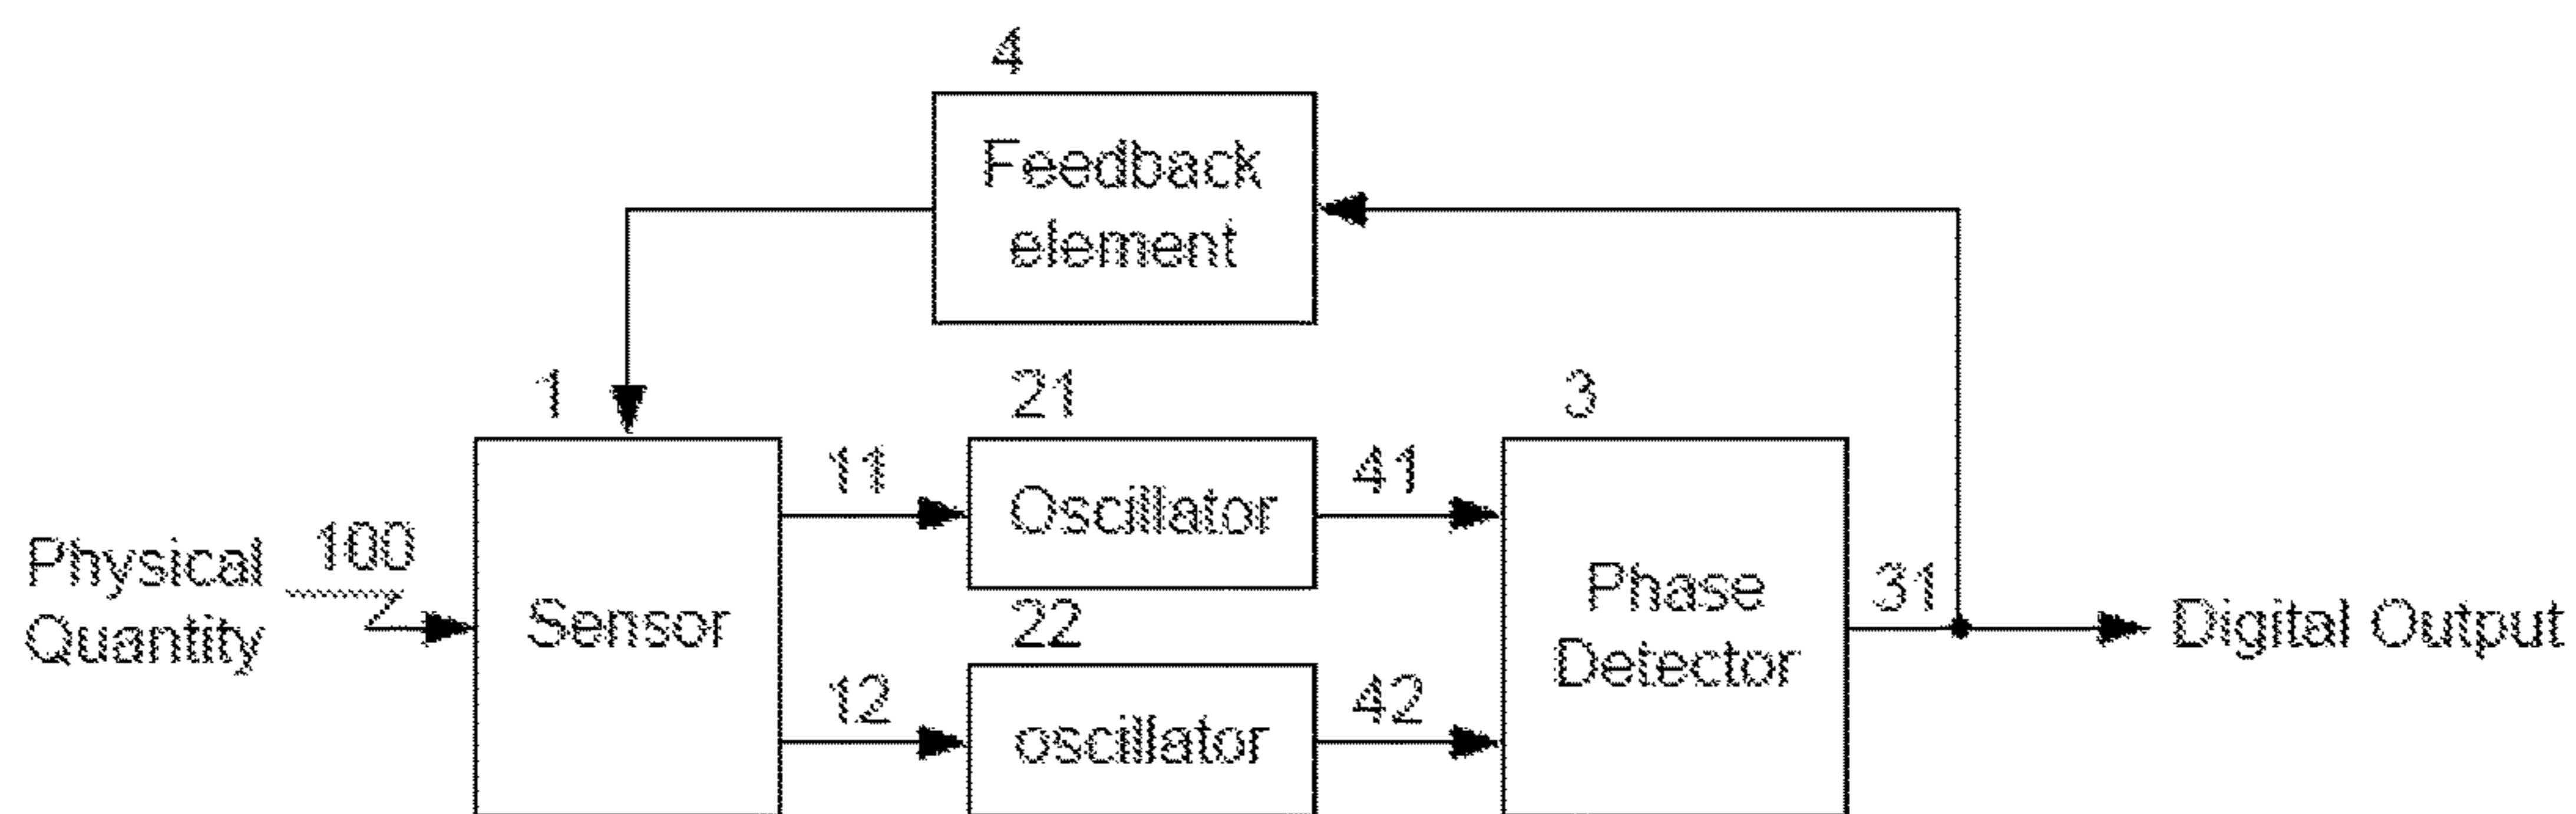 4
Feedback
element
1
21
3
11
Oscillator
41
Physical
Quantity
100
Sensor
22
Phase
Detector
31
Digital Output
12
oscillator
42